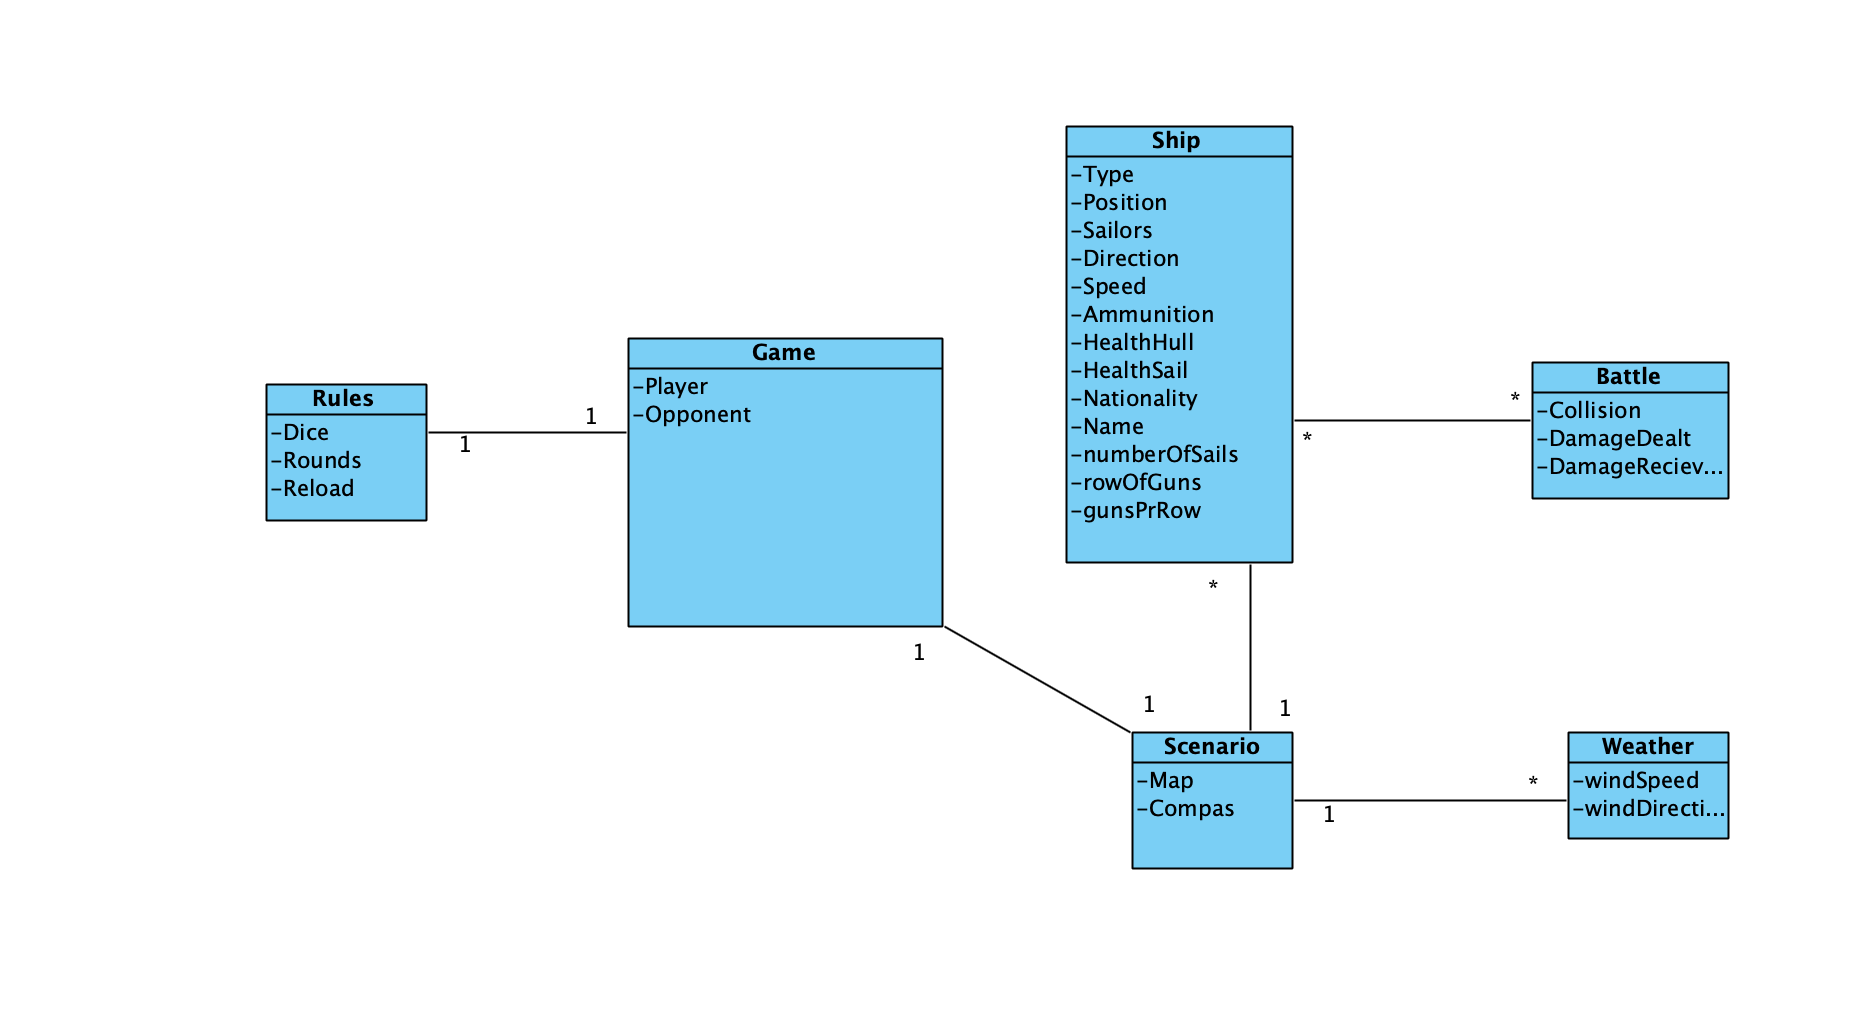 Ship
-Type
-Position
-Sailors
-Direction
-Speed
-Ammunition
-HealthHull
-HealthSail
-Nationality
-Name
-numberOfSails
-rowOfGuns
-gunsPrRow
Game
-Player
-Opponent
Rules
-Dice
-Rounds
-Reload
1
1
Battle
-Collision
-DamageDealt
-DamageReciev...
*
*
*
1
1
1
Scenario
-Map
-Compas
1
*
Weather
-windSpeed
-windDirecti...